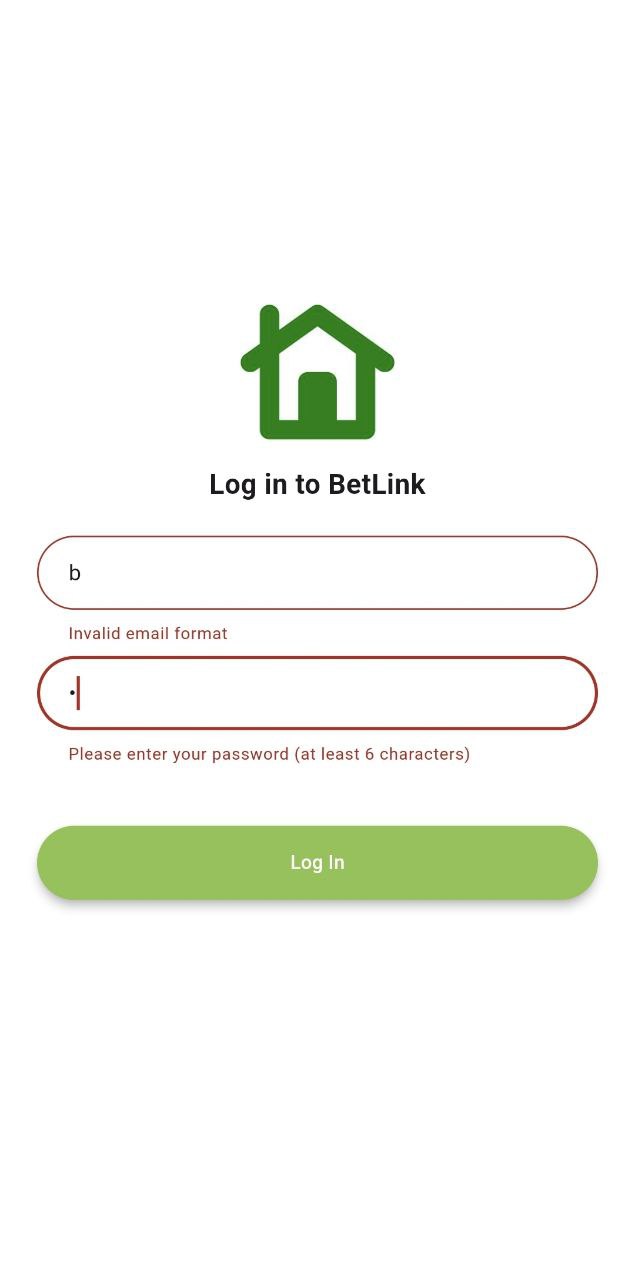 Log in to BetLink
b
Invalid email format
•
Please enter your password (at least 6 characters)
Log In